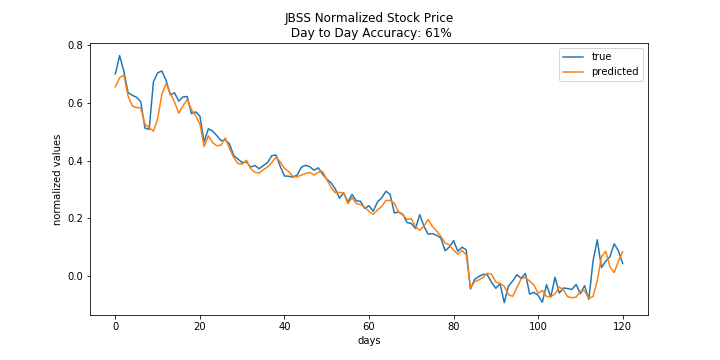 JBSS Normalized Stock Price
Day to Day Accuracy: 61%
true
predicted
normalized values
0.8
0.6
0.4
0.2
0.0
0
20
40
60
80
100
120
days